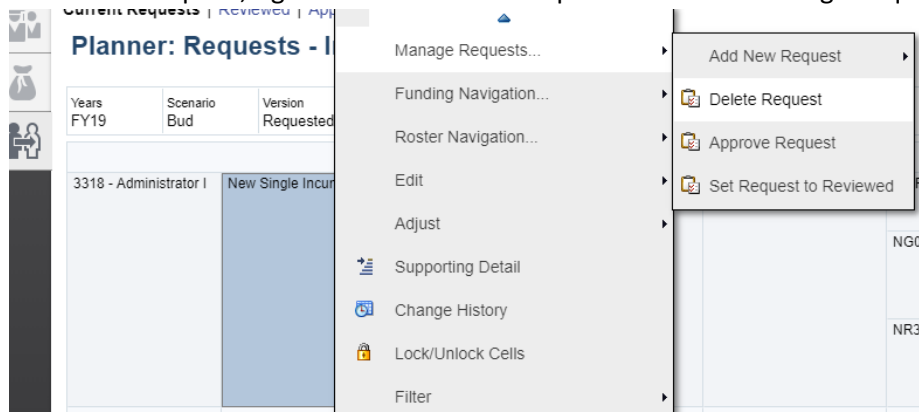 Current Requests | Reviewed | App
Planner: Requests - I
Years
FY19
Scenario
Bud
Version
Requested
3318 - Administrator I
New Single Incu
Manage Requests...
Funding Navigation...
Roster Navigation...
Edit
Adjust
Supporting Detail
Change History
Lock/Unlock Cells
Filter
Add New Request
Delete Request
Approve Request
Set Request to Reviewed
NG0
NR3